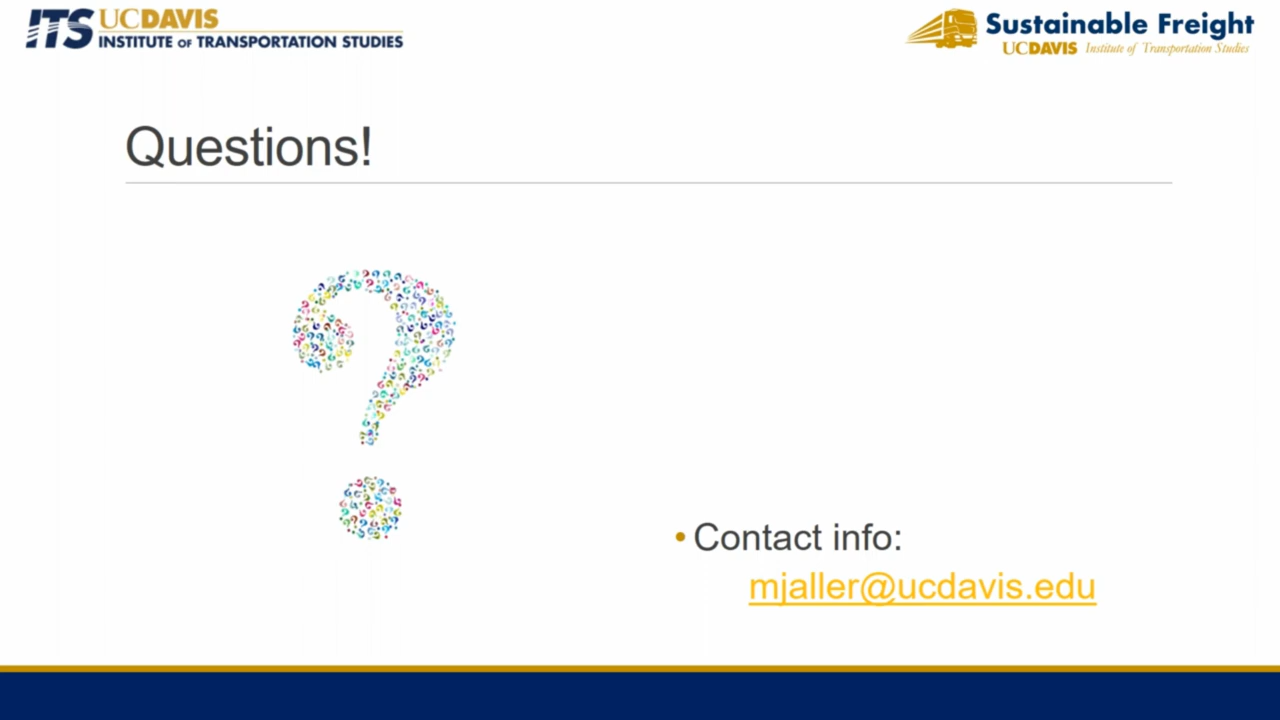 ITS UCDAVIS
INSTITUTE OF TRANSPORTATION STUDIES
Sustainable Freight
UCDAVIS Institute of Transportation Studies
Questions!
• Contact info:
mjaller@ucdavis.edu